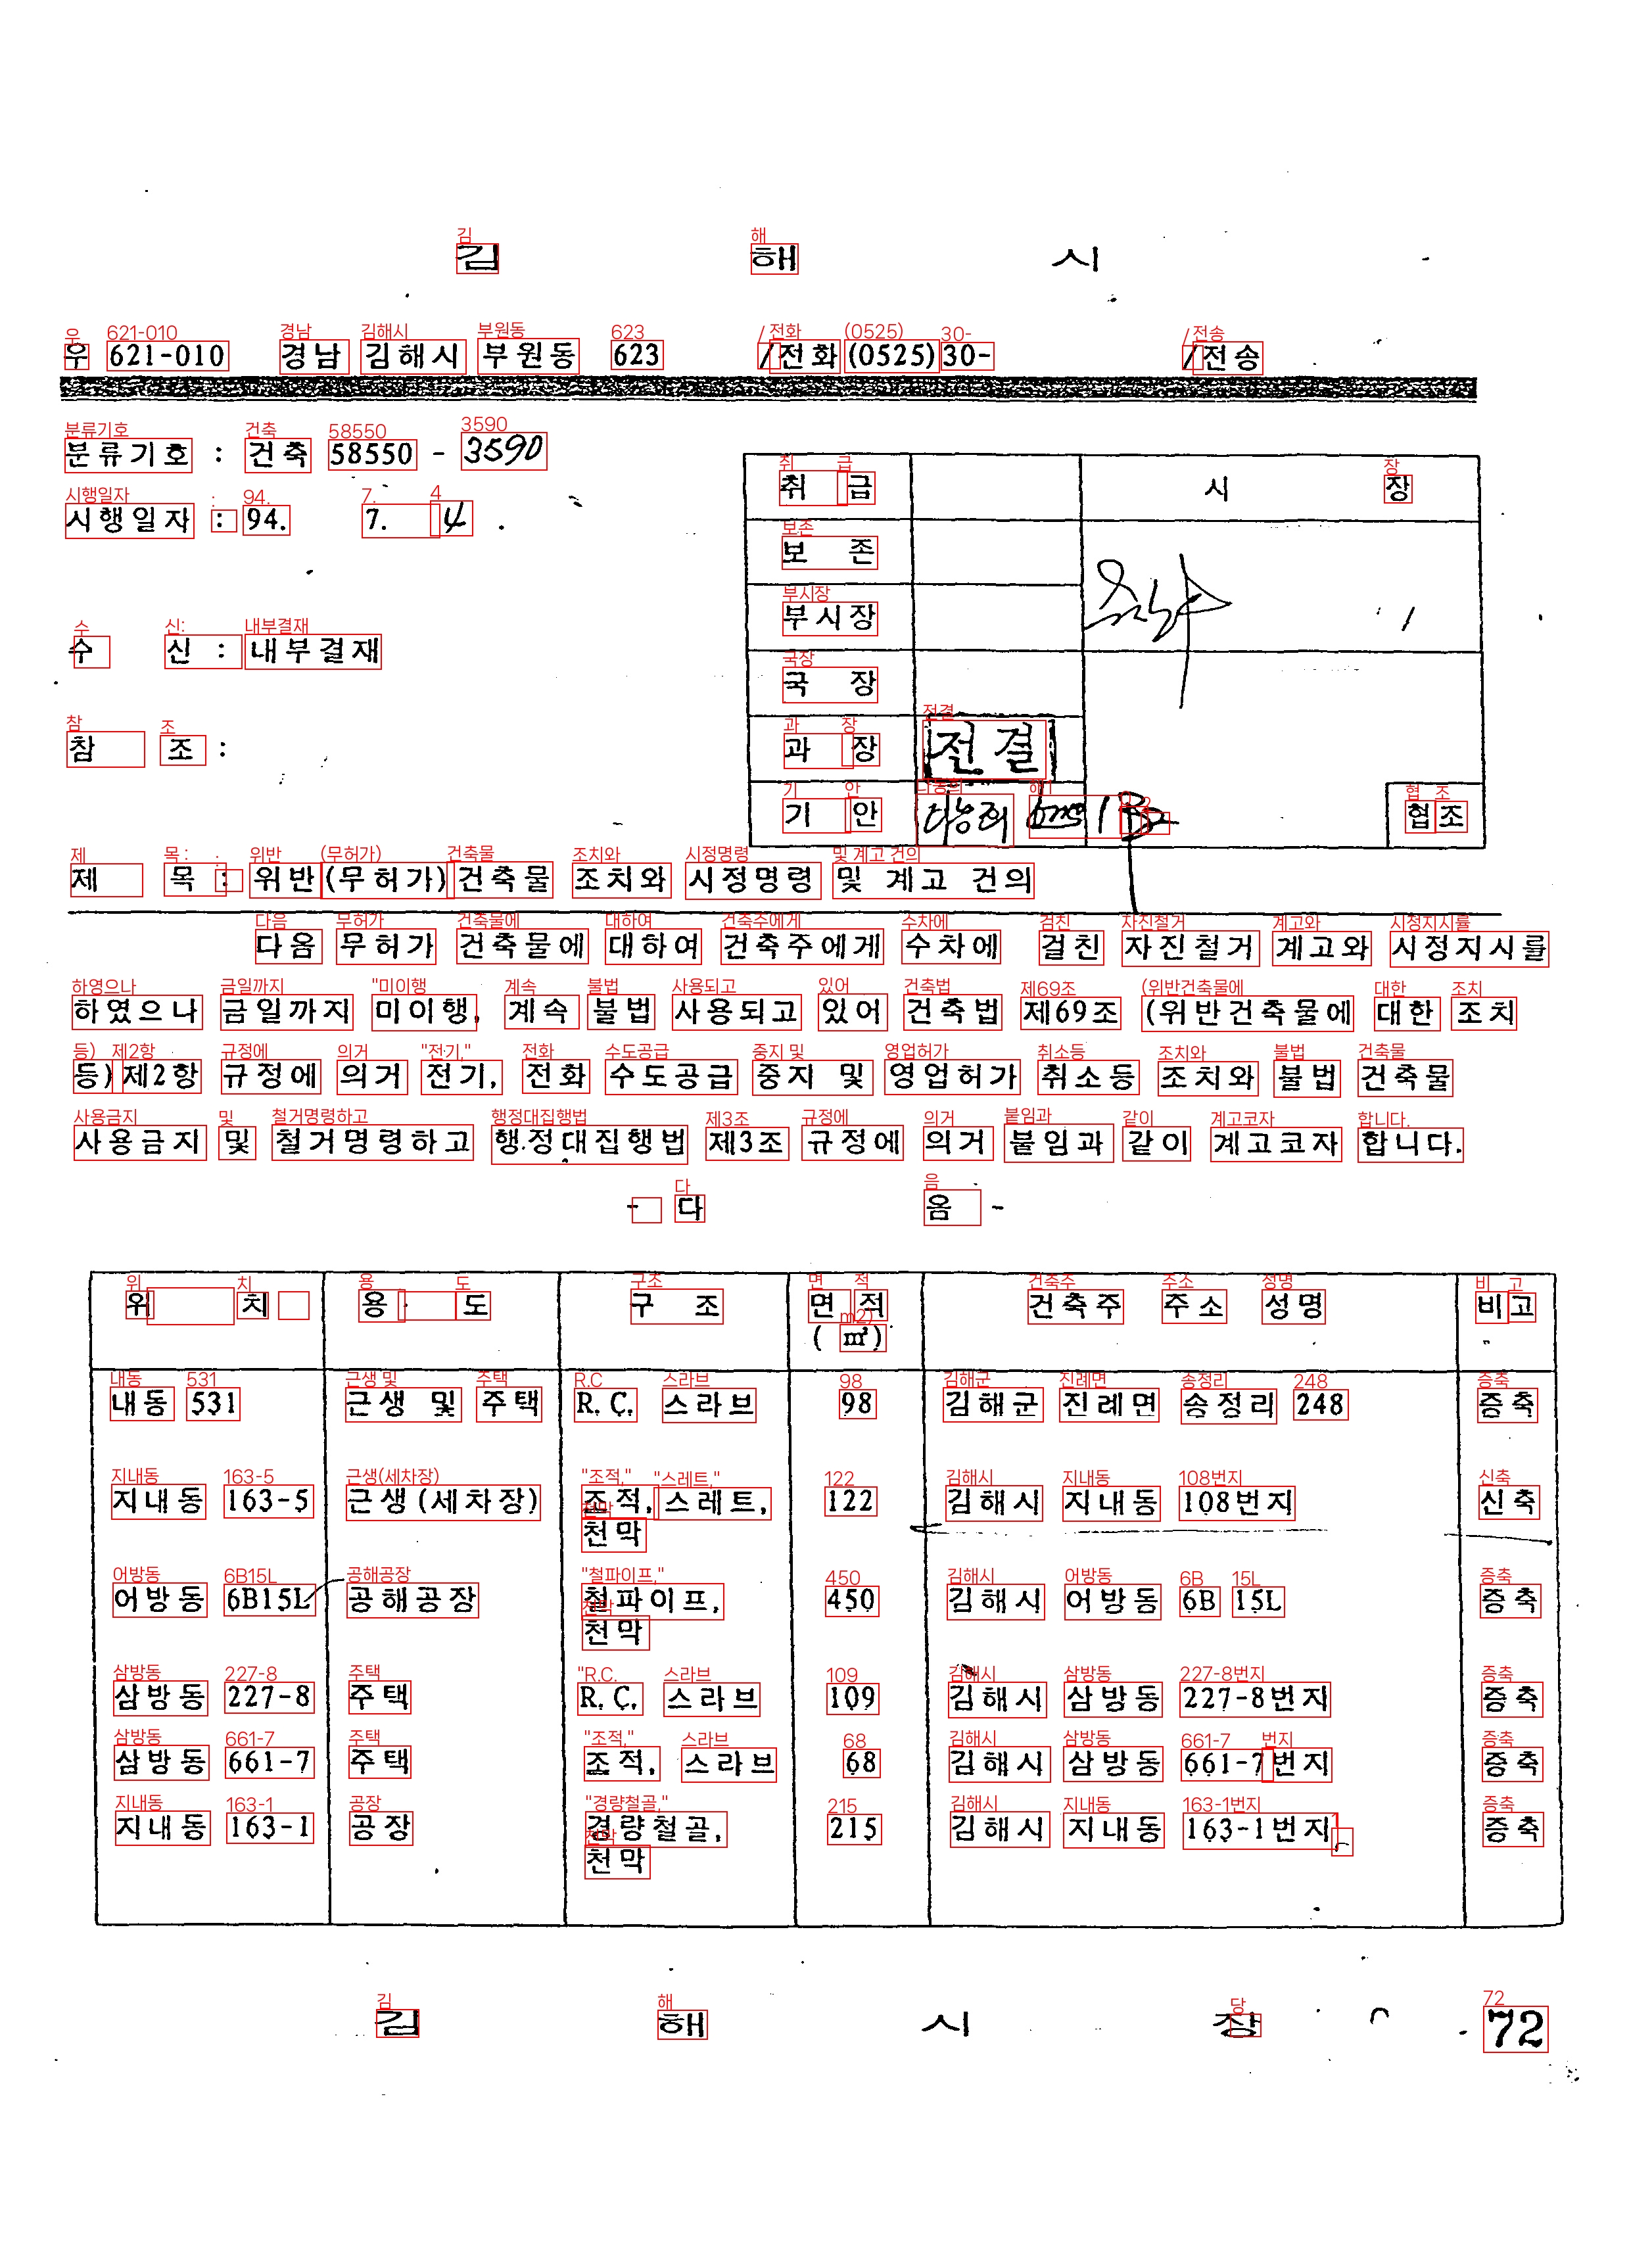 김 해 시
우 621-010 경남 김해시 부원동 623 /전화 (0525)30- /전송
분류기호 : 건축 58550 - 3590
시행일자 : 94. 7. 4 .
수 신 : 내부결재
참 조 :
취 급 시 장
보 존
부시장
국 장
과 장 전결
기 안 협조
제 목 : 위반(무허가) 건축물 조치와 시정명령 및 계고 건의
다음 무허가 건축물에 대하여 건축주에게 수차에 걸친 자진철거 계고와 시정지시를
하였으나 금일까지 미이행, 계속 불법 사용되고 있어 건축법 제69조 (위반건축물에 대한 조치
등) 제2항 규정에 의거 전기, 전화 수도공급 중지 및 영업허가 취소등 조치와 불법 건축물
사용금지 및 철거명령하고 행정대집행법 제3조 규정에 의거 붙임과 같이 계고코자 합니다.
- 다 음 -
위 치 용 도 구 조 면 적 건축주 주소 성명 비고
(㎡)
내동 531 근생 및 주택 R.C. 스라브 98 김해군 진례면 송정리 248 증축
지내동 163-5 근생(세차장) 조적, 스레트, 122 김해시 지내동 108번지 신축
천막
어방동 6B15L 공해공장 철파이프, 450 김해시 어방동 6B 15L 증축
천막
삼방동 227-8 주택 R.C. 스라브 109 김해시 삼방동 227-8번지 증축
삼방동 661-7 주택 조적, 스라브 68 김해시 삼방동 661-7번지 증축
지내동 163-1 공장 경량철골, 215 김해시 지내동 163-1번지 증축
천막
김 해 시 장 72